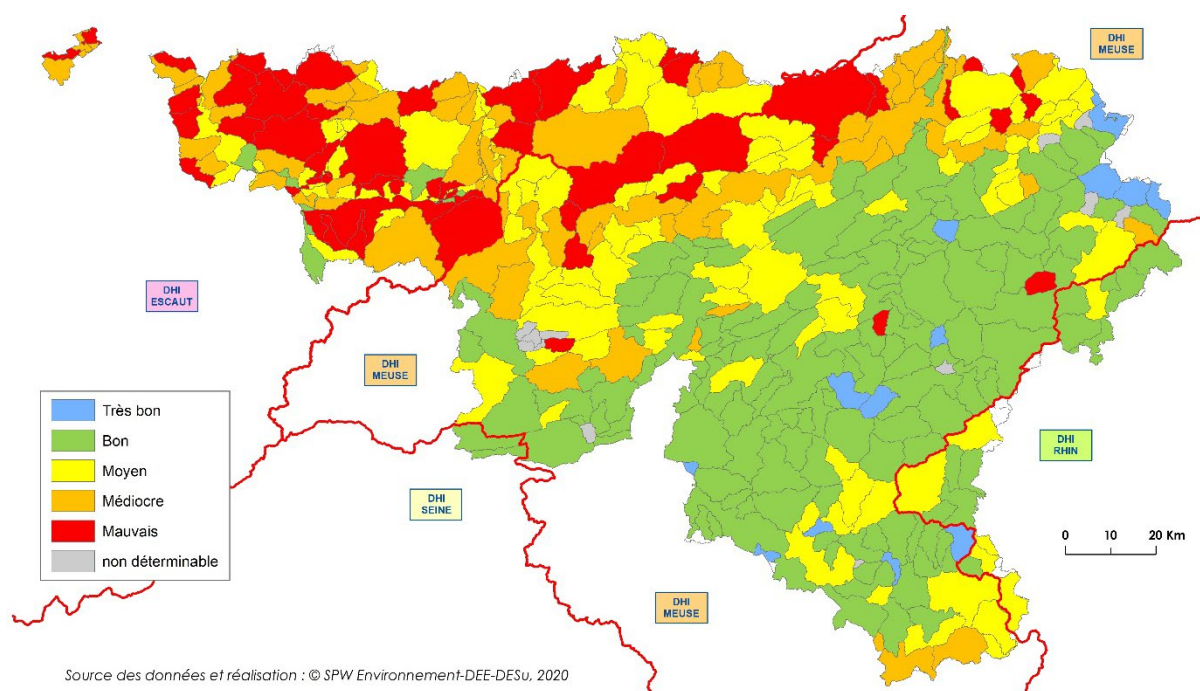 DHI
MEUSE
DHI
ESCAUT
DHI
MEUSE
Très bon
Bon
Moyen
Médiocre
Mauvais
non déterminable
DHI
RHIN
DHI
SEINE
0 10 20 Km
DHI
MEUSE
Source des données et réalisation : © SPW Environnement-DEE-DESu, 2020